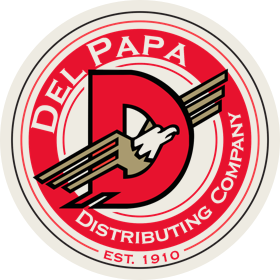 DEL PAPA
D
DISTRIBUTING COMPANY
EST. 1910